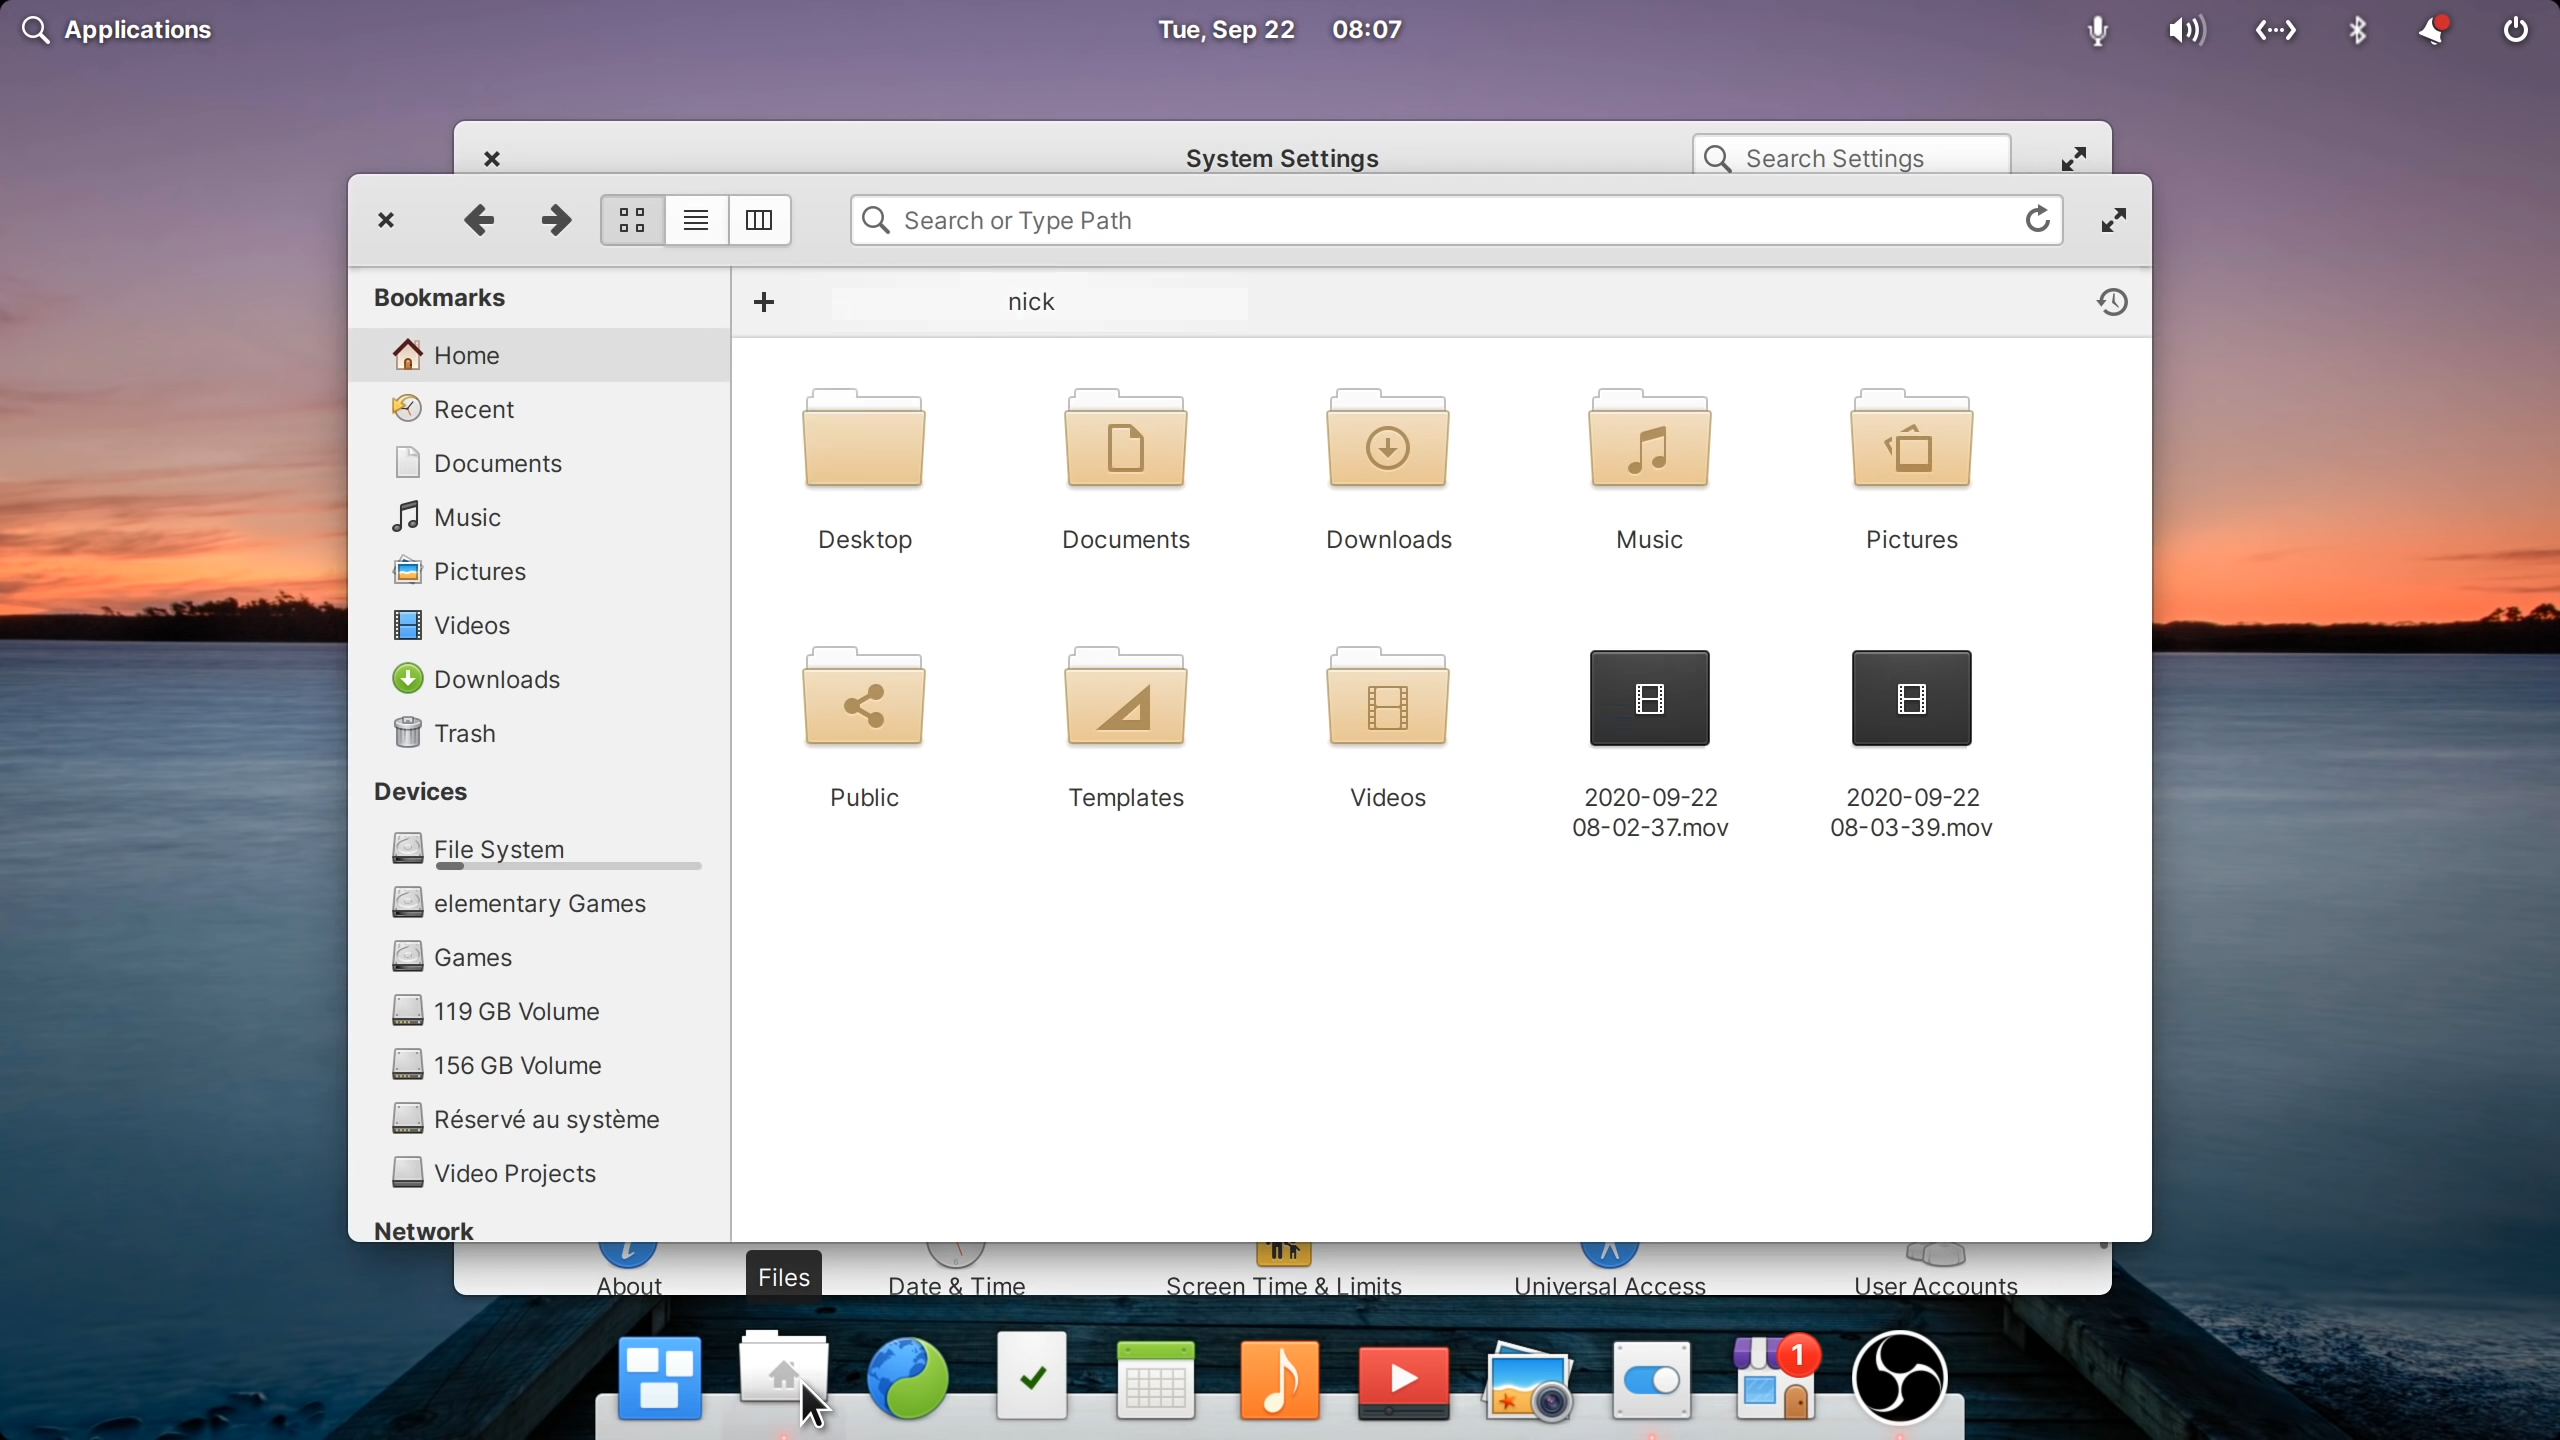 Applications
Tue, Sep 22 08:07
System Settings
Search Settings
Search or Type Path
Bookmarks
nick
Home
Recent
Documents
Music
Pictures
Videos
Downloads
Trash
Devices
File System
elementary Games
Games
119 GB Volume
156 GB Volume
Réservé au système
Video Projects
Network
Desktop
Documents
Downloads
Music
Pictures
Public
Templates
Videos
2020-09-22
08-02-37.mov
2020-09-22
08-03-39.mov
About
Files
Date & Time
Screen Time & Limits
Universal Access
User Accounts
1